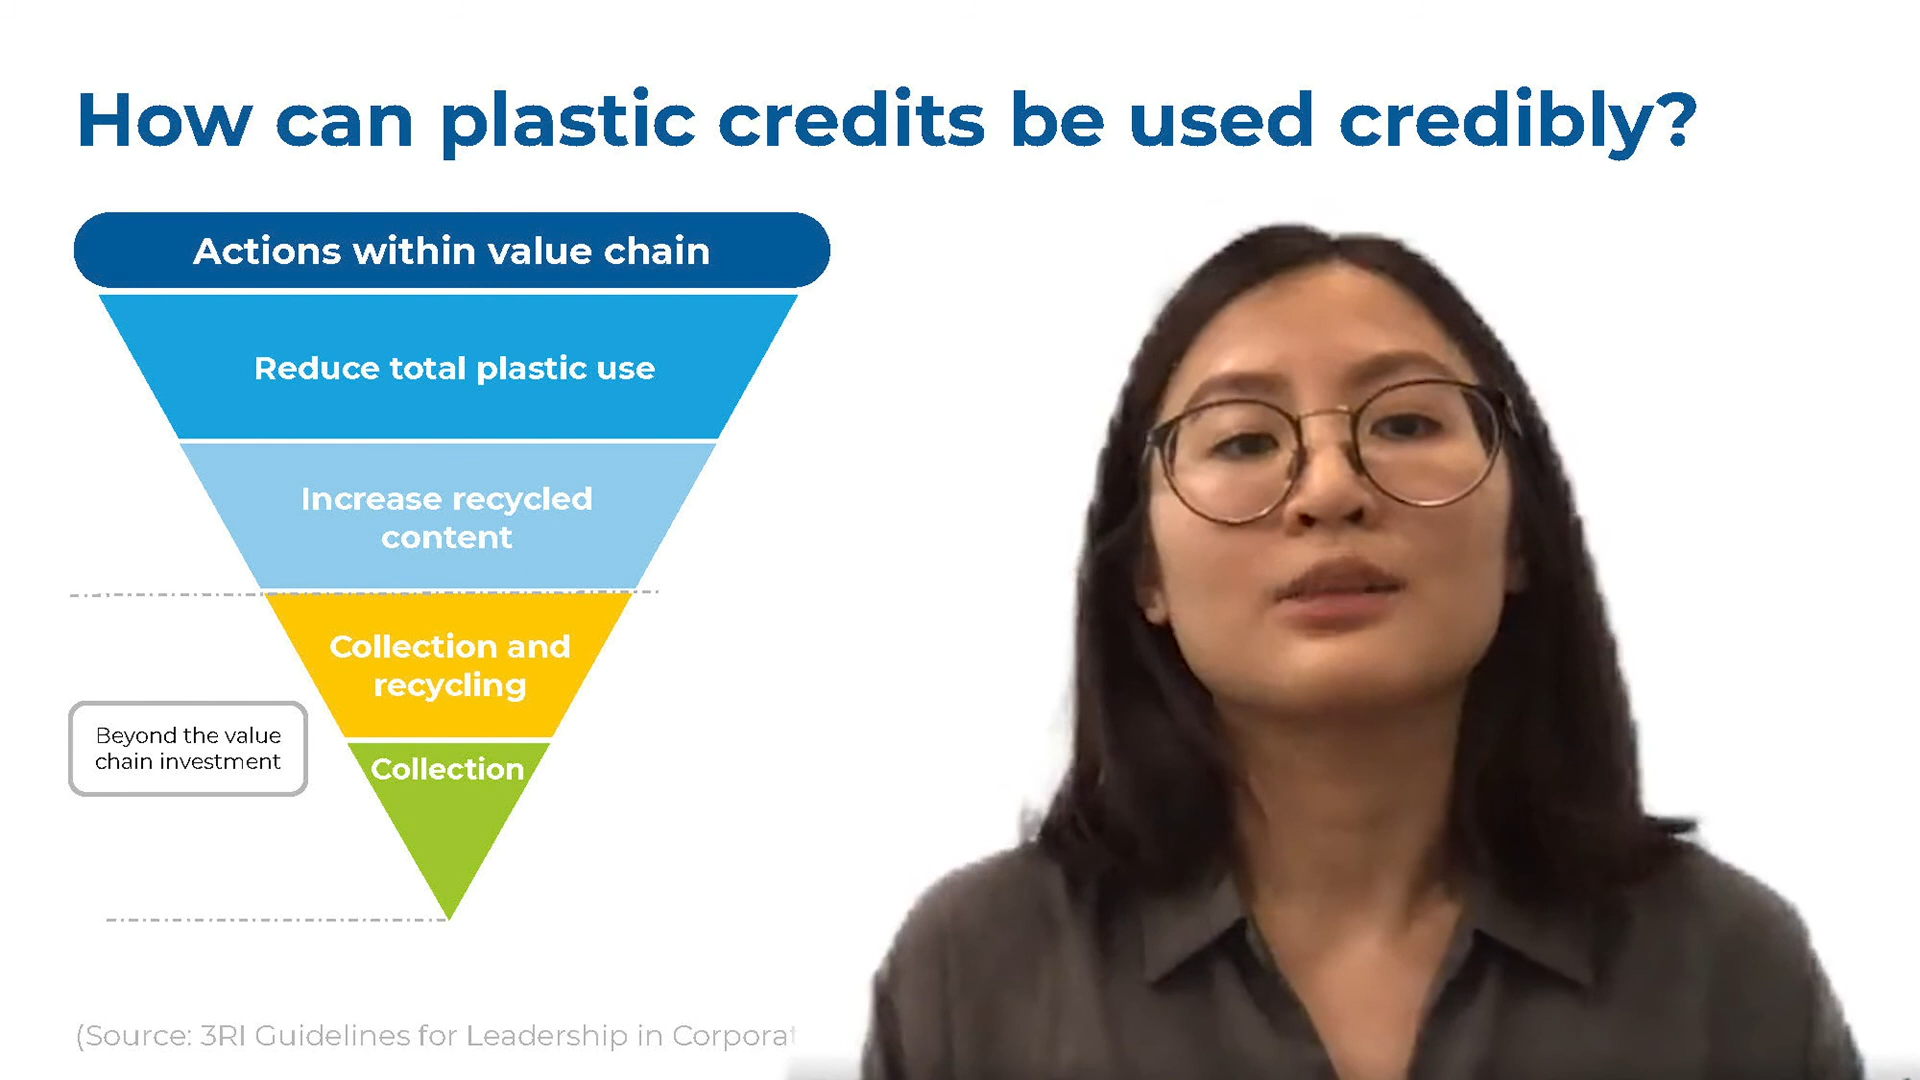 How can plastic credits be used credibly?
Actions within value chain
Reduce total plastic use
Increase recycled
content
Collection and
recycling
Beyond the value
chain investment
Collection
(Source: 3RI Guidelines for Leadership in Corporat